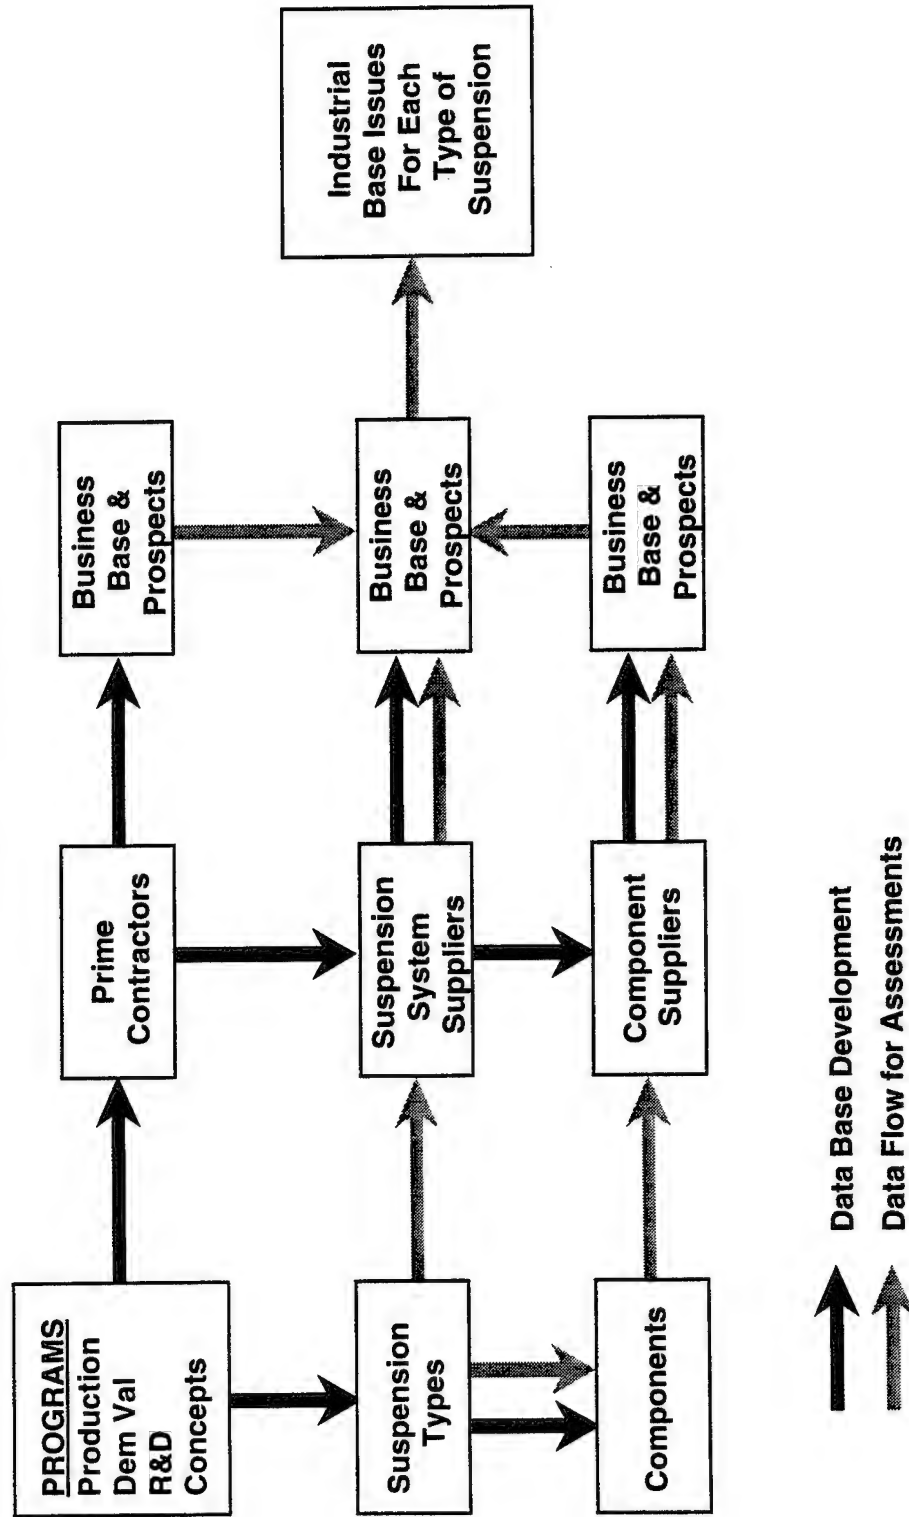 PROGRAMS
Production
Dem Val
R&D
Concepts
Prime
Contractors
Business
Base &
Prospects
Suspension
Types
Suspension
System
Suppliers
Business
Base &
Prospects
Industrial
Base Issues
For Each
Type of
Suspension
Components
Component
Suppliers
Business
Base &
Prospects
Data Base Development
Data Flow for Assessments